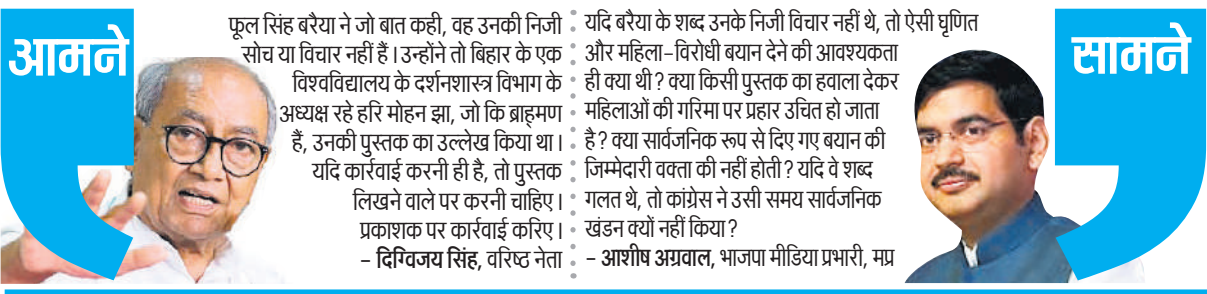 आमने
फूल सिंह बरैया ने जो बात कही, वह उनकी निजी
सोच या विचार नहीं हैं। उन्होंने तो बिहार के एक
विश्वविद्यालय के दर्शनशास्त्र विभाग के
अध्यक्ष रहे हरि मोहन झा, जो कि ब्राह्मण
हैं, उनकी पुस्तक का उल्लेख किया था।
यदि कार्रवाई करनी ही है, तो पुस्तक
लिखने वाले पर करनी चाहिए।
प्रकाशक पर कार्रवाई करिए।
– दिग्विजय सिंह, वरिष्ठ नेता
यदि बरैया के शब्द उनके निजी विचार नहीं थे, तो ऐसी घृणित
और महिला-विरोधी बयान देने की आवश्यकता
ही क्या थी? क्या किसी पुस्तक का हवाला देकर
महिलाओं की गरिमा पर प्रहार उचित हो जाता
है? क्या सार्वजनिक रूप से दिए गए बयान की
जिम्मेदारी वक्ता की नहीं होती? यदि वे शब्द
गलत थे, तो कांग्रेस ने उसी समय सार्वजनिक
खंडन क्यों नहीं किया?
– आशीष अग्रवाल, भाजपा मीडिया प्रभारी, मप्र
सामने